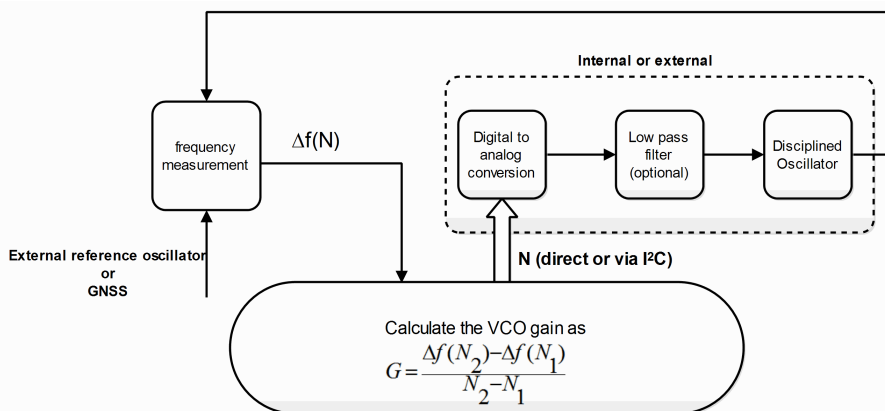 Internal or external
frequency
measurement
Δf(N)
Digital to
analog
conversion
Low pass
filter
(optional)
Disciplined
Oscillator
External reference oscillator
or
GNSS
N (direct or via I²C)
Calculate the VCO gain as
G = (Δf(N₂)−Δf(N₁)) / (N₂−N₁)